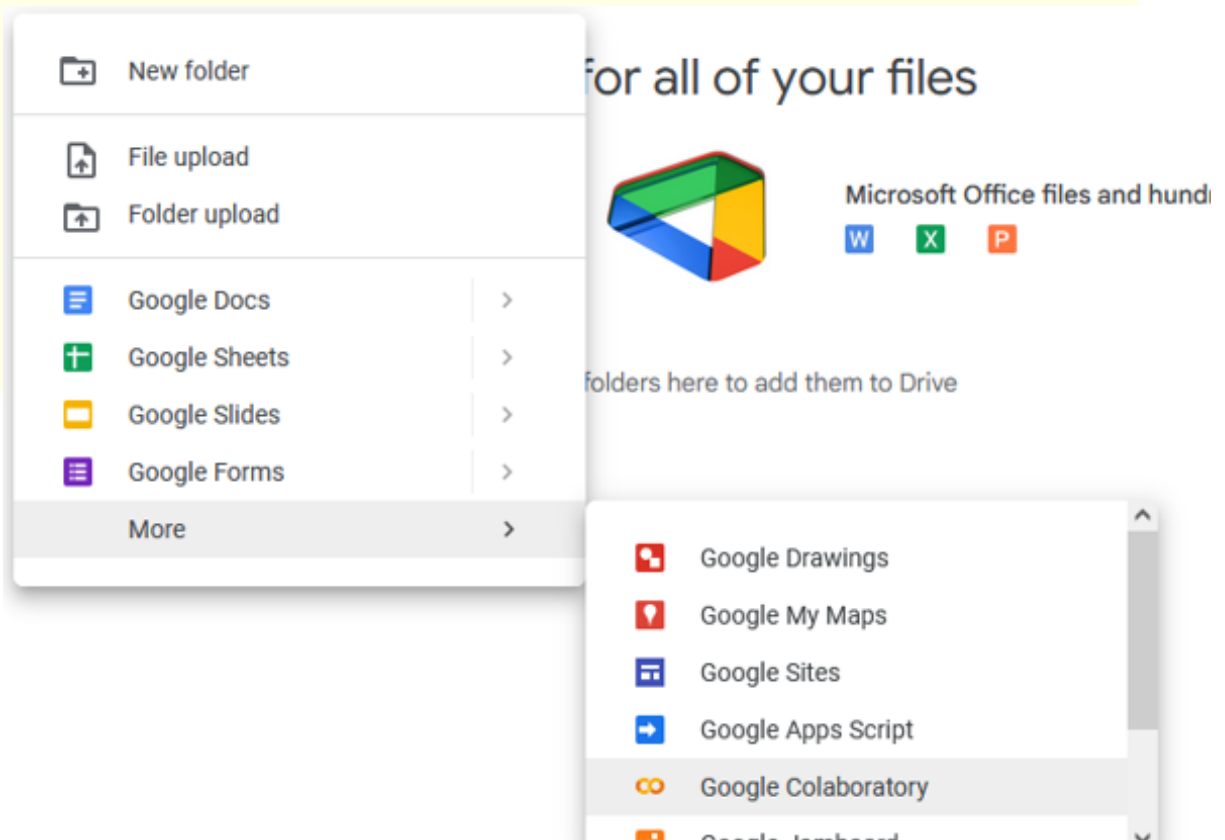 New folder
for all of your files
File upload
Microsoft Office files and
Folder upload
W X P
Google Docs
Google Sheets
folders here to add them to Drive
Google Slides
Google Forms
More
Google Drawings
Google My Maps
Google Sites
Google Apps Script
Google Colaboratory